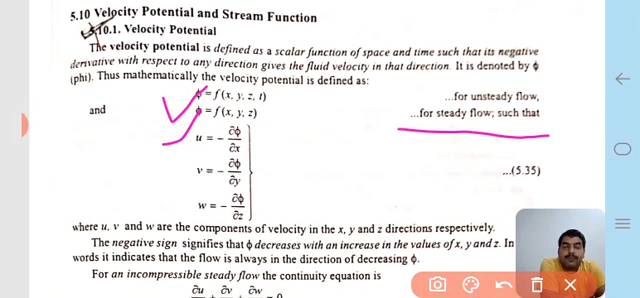 5.10 Velocity Potential and Stream Function
5.10.1. Velocity Potential
The velocity potential is defined as a scalar function of space and time such that its negative
derivative with respect to any direction gives the fluid velocity in that direction. It is denoted by ϕ
(phi). Thus mathematically the velocity potential is defined as:
ϕ = f(x, y, z, t) ...for unsteady flow,
and ϕ = f(x, y, z) ...for steady flow; such that
u = - ∂ϕ/∂x
v = - ∂ϕ/∂y ...(5.35)
w = - ∂ϕ/∂z
where u, v and w are the components of velocity in the x, y and z directions respectively.
The negative sign signifies that ϕ decreases with an increase in the values of x, y and z. In
words it indicates that the flow is always in the direction of decreasing ϕ.
For an incompressible steady flow the continuity equation is
∂u ∂v ∂w